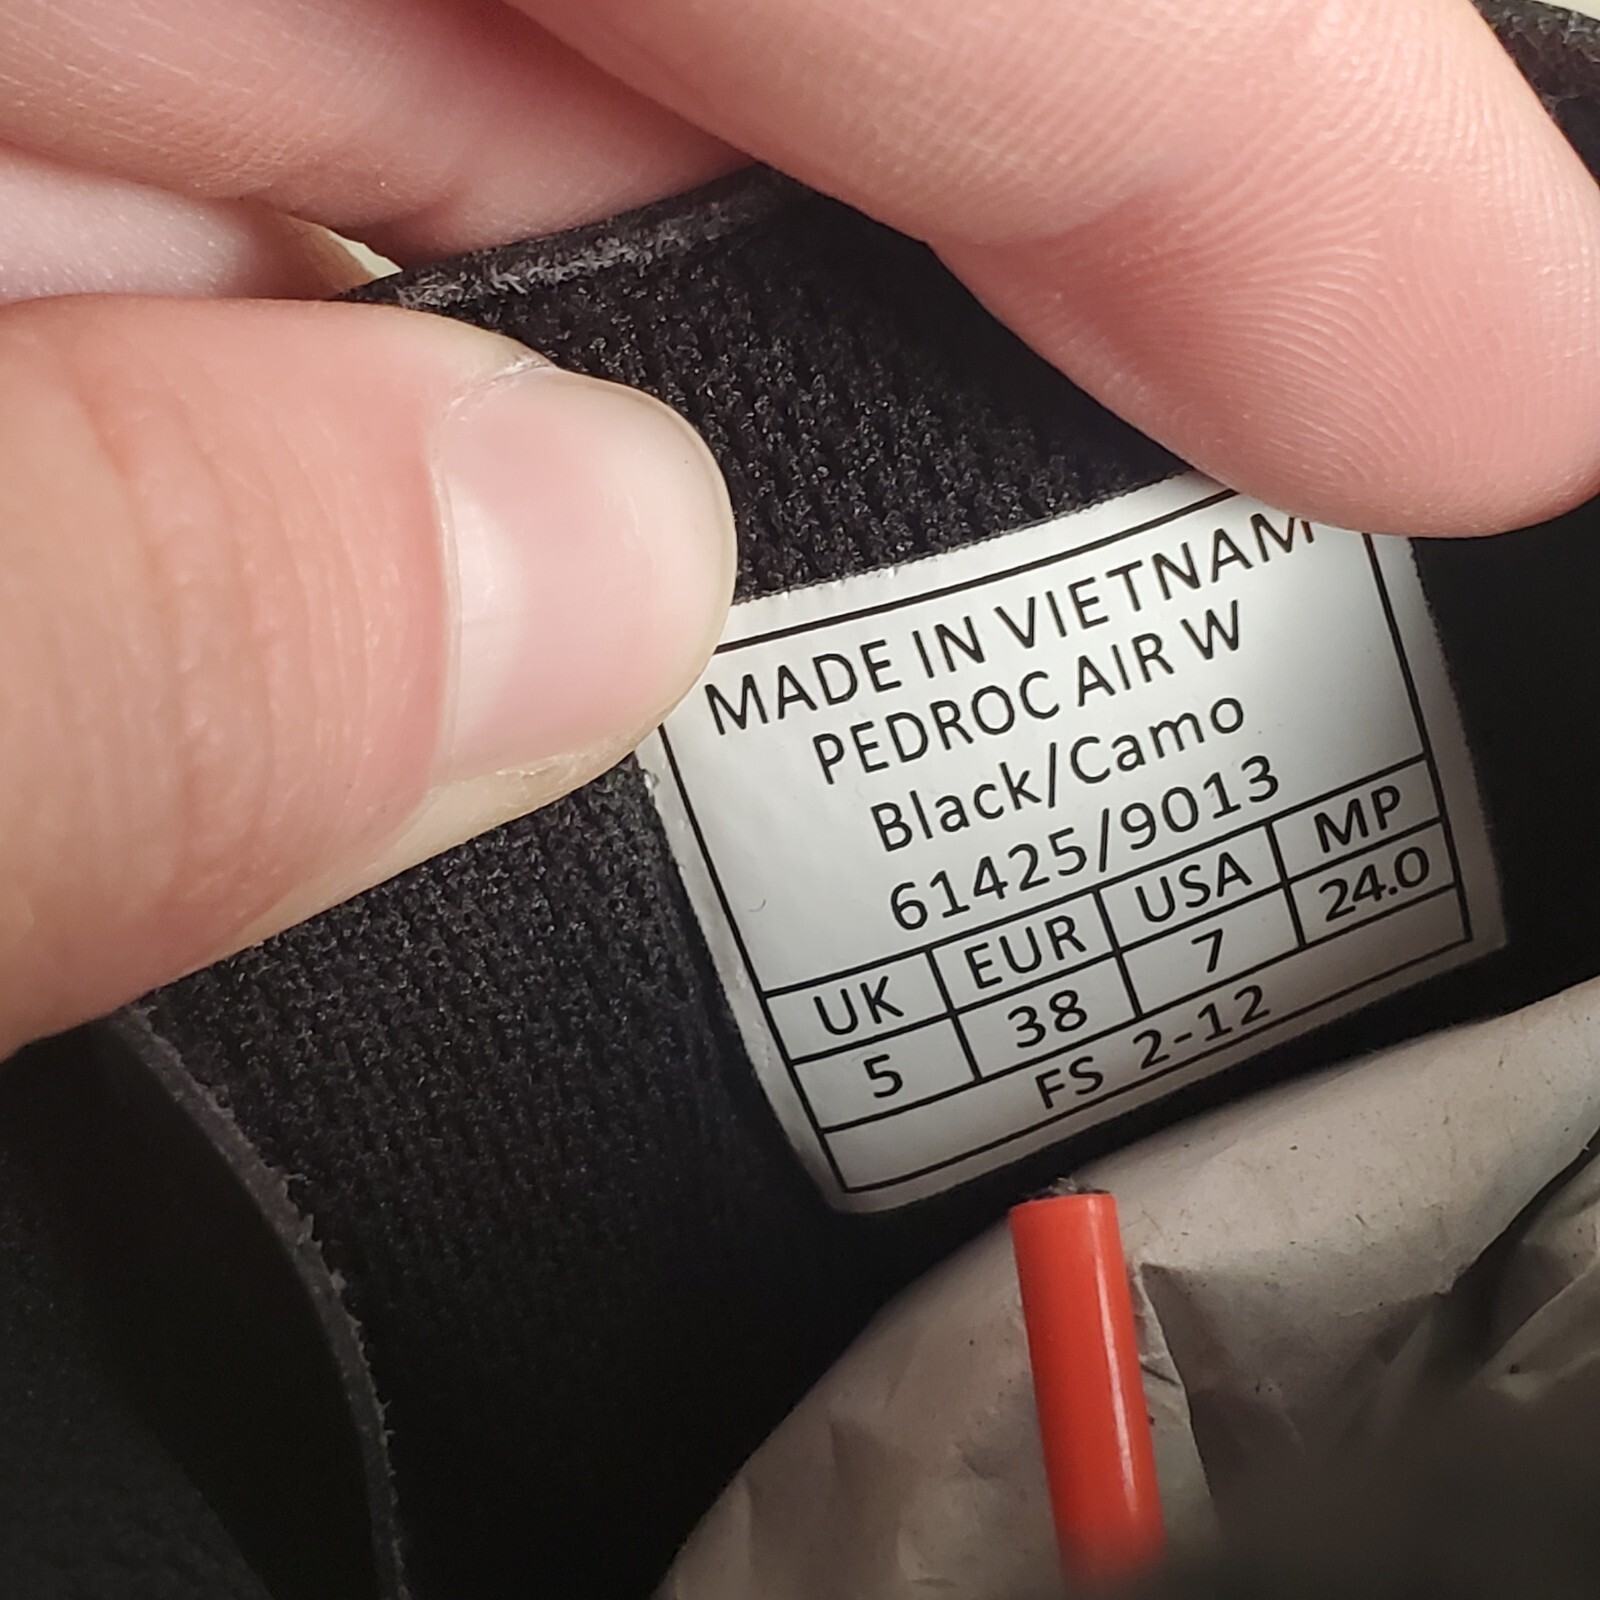 MADE IN VIETNAM
PEDROC AIR W
Black/Camo
61425/9013
UK EUR USA MP
5 38 7 24.0
FS 2-12